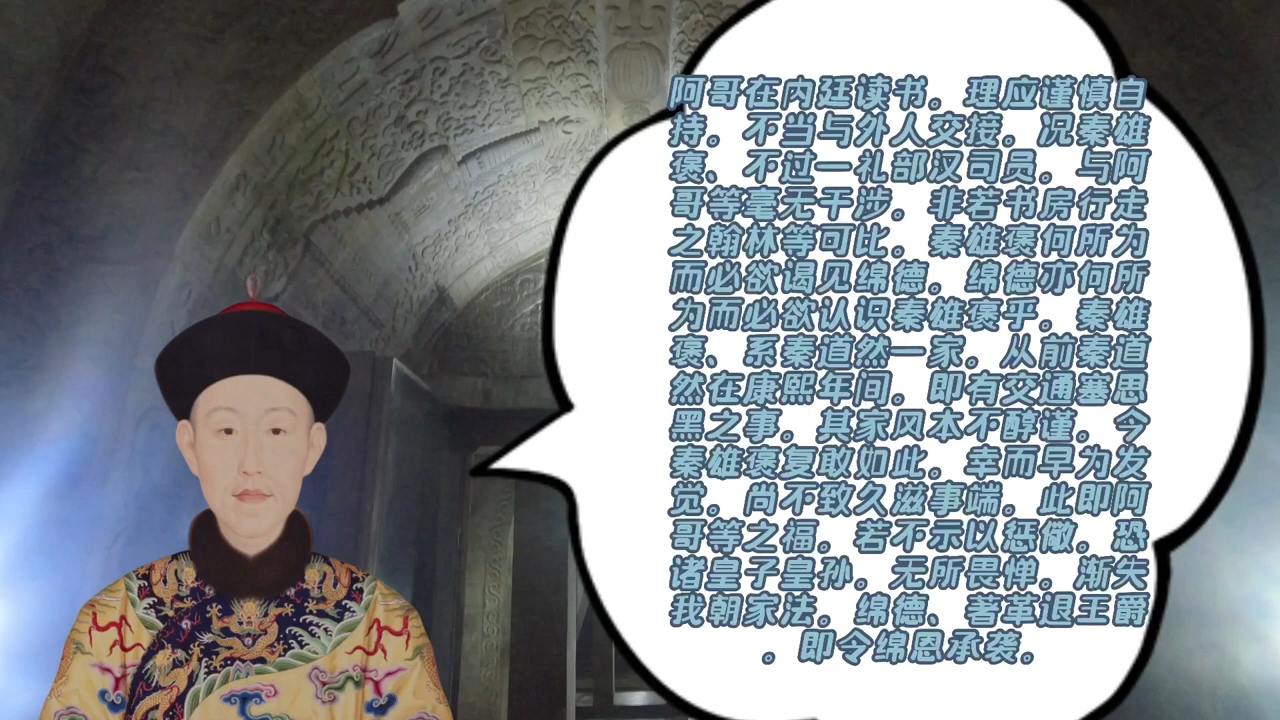 阿哥在内廷读书。理应谨慎自
持。不当与外人交接。况秦雄
褒、不过一礼部汉司员。与阿
哥等毫无干涉。非若书房行走
之翰林等可比。秦雄褒何所为
而必欲谒见绵德。绵德亦何所
为而必欲认识秦雄褒乎。秦雄
褒、系秦道然一家。从前秦道
然在康熙年间。即有交通塞思
黑之事。其家风本不醇谨。今
秦雄褒复敢如此。幸而早为发
觉。尚不致久滋事端。此即阿
哥等之福。若不示以惩儆。恐
诸皇子皇孙。无所畏惮。渐失
我朝家法。绵德、著革退王爵
。即令绵恩承袭。